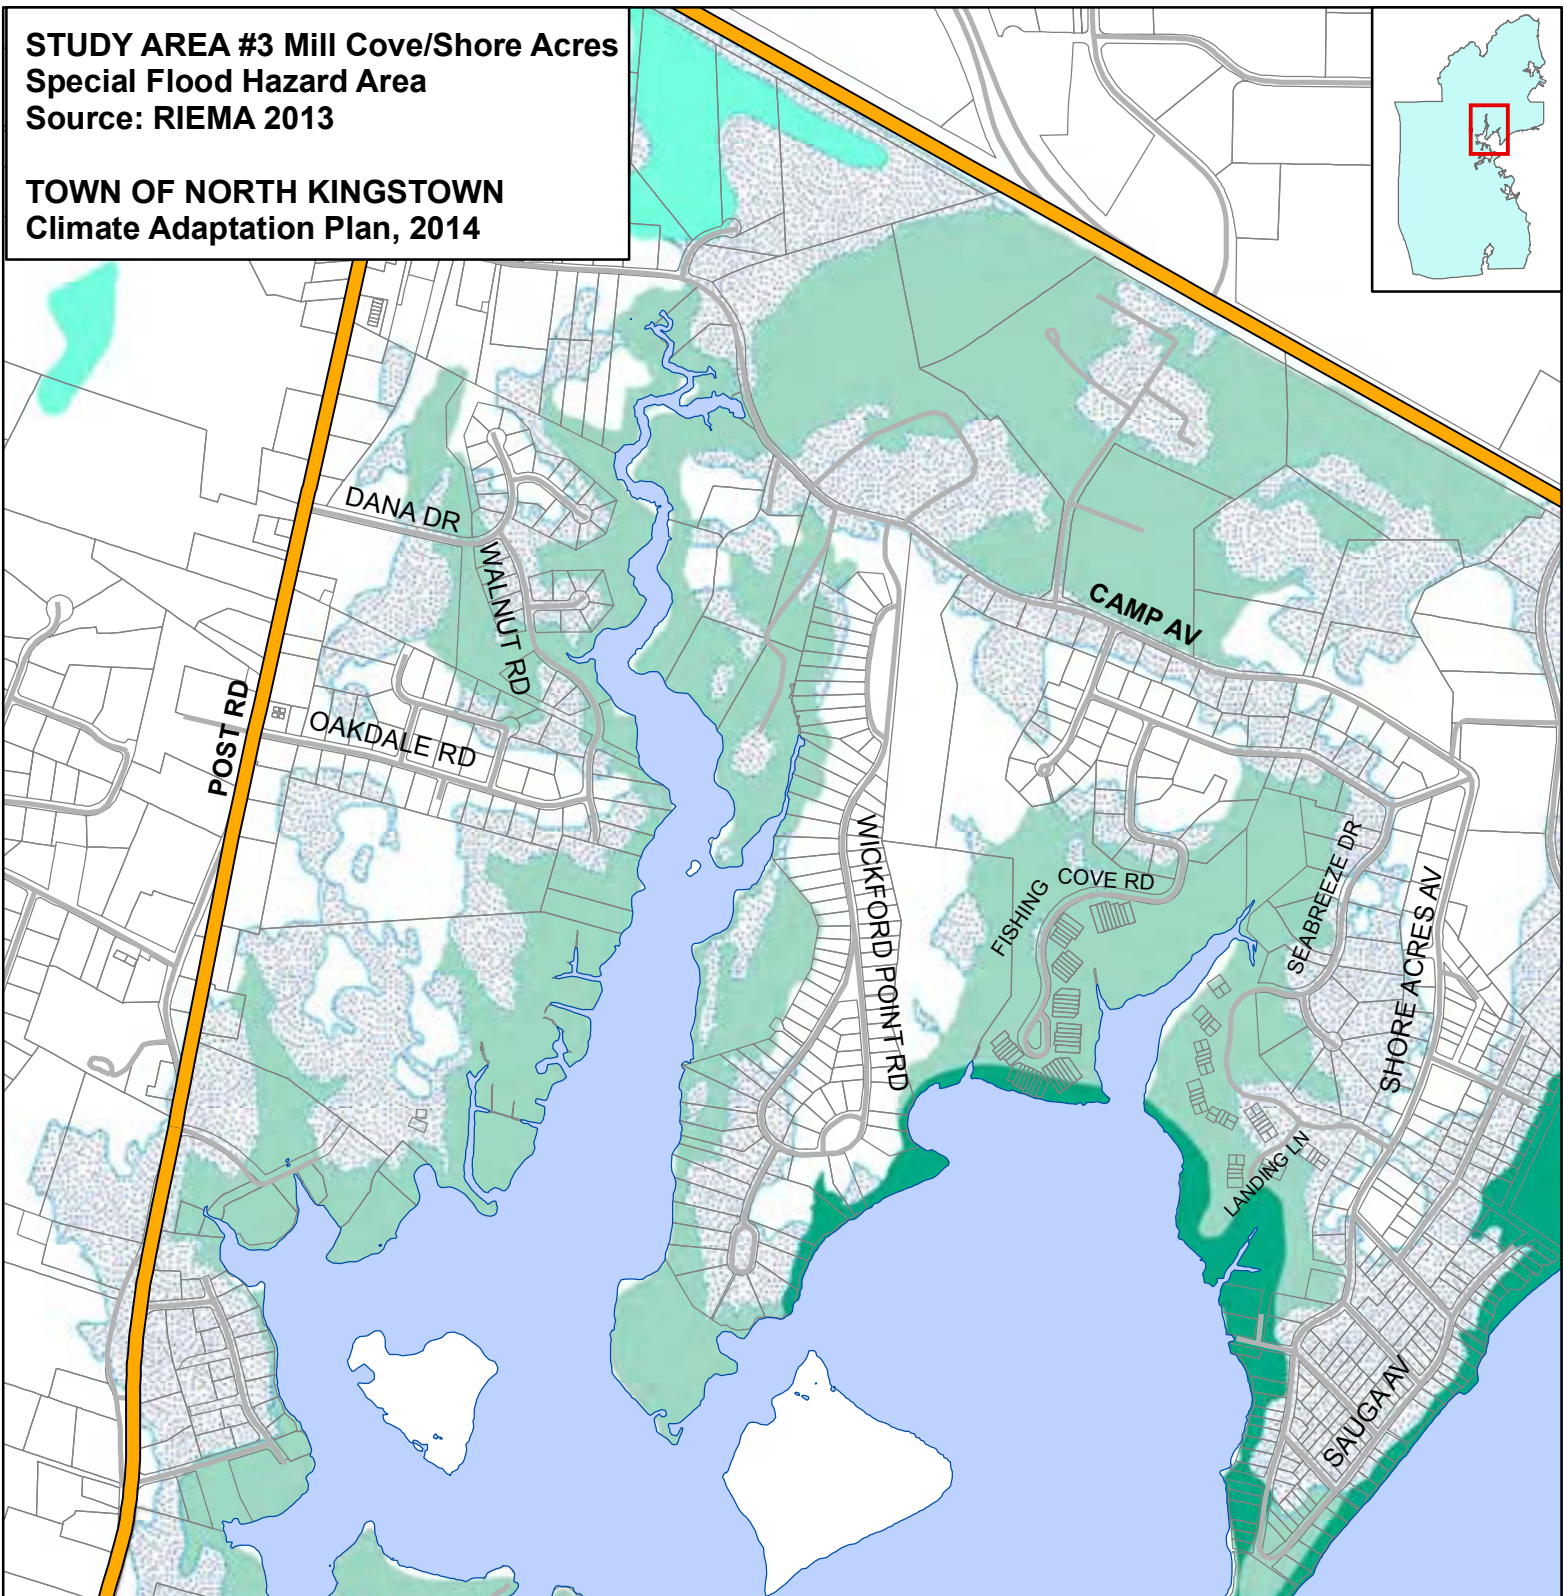 STUDY AREA #3 Mill Cove/Shore Acres
Special Flood Hazard Area
Source: RIEMA 2013
TOWN OF NORTH KINGSTOWN
Climate Adaptation Plan, 2014
DANA DR
WALNUT RD
CAMP AV
POST RD
OAKDALE RD
WICKFORD POINT RD
FISHING
COVE RD
SEABREEZE DR
SHORE ACRES AV
LANDING LN
SAUGA AV